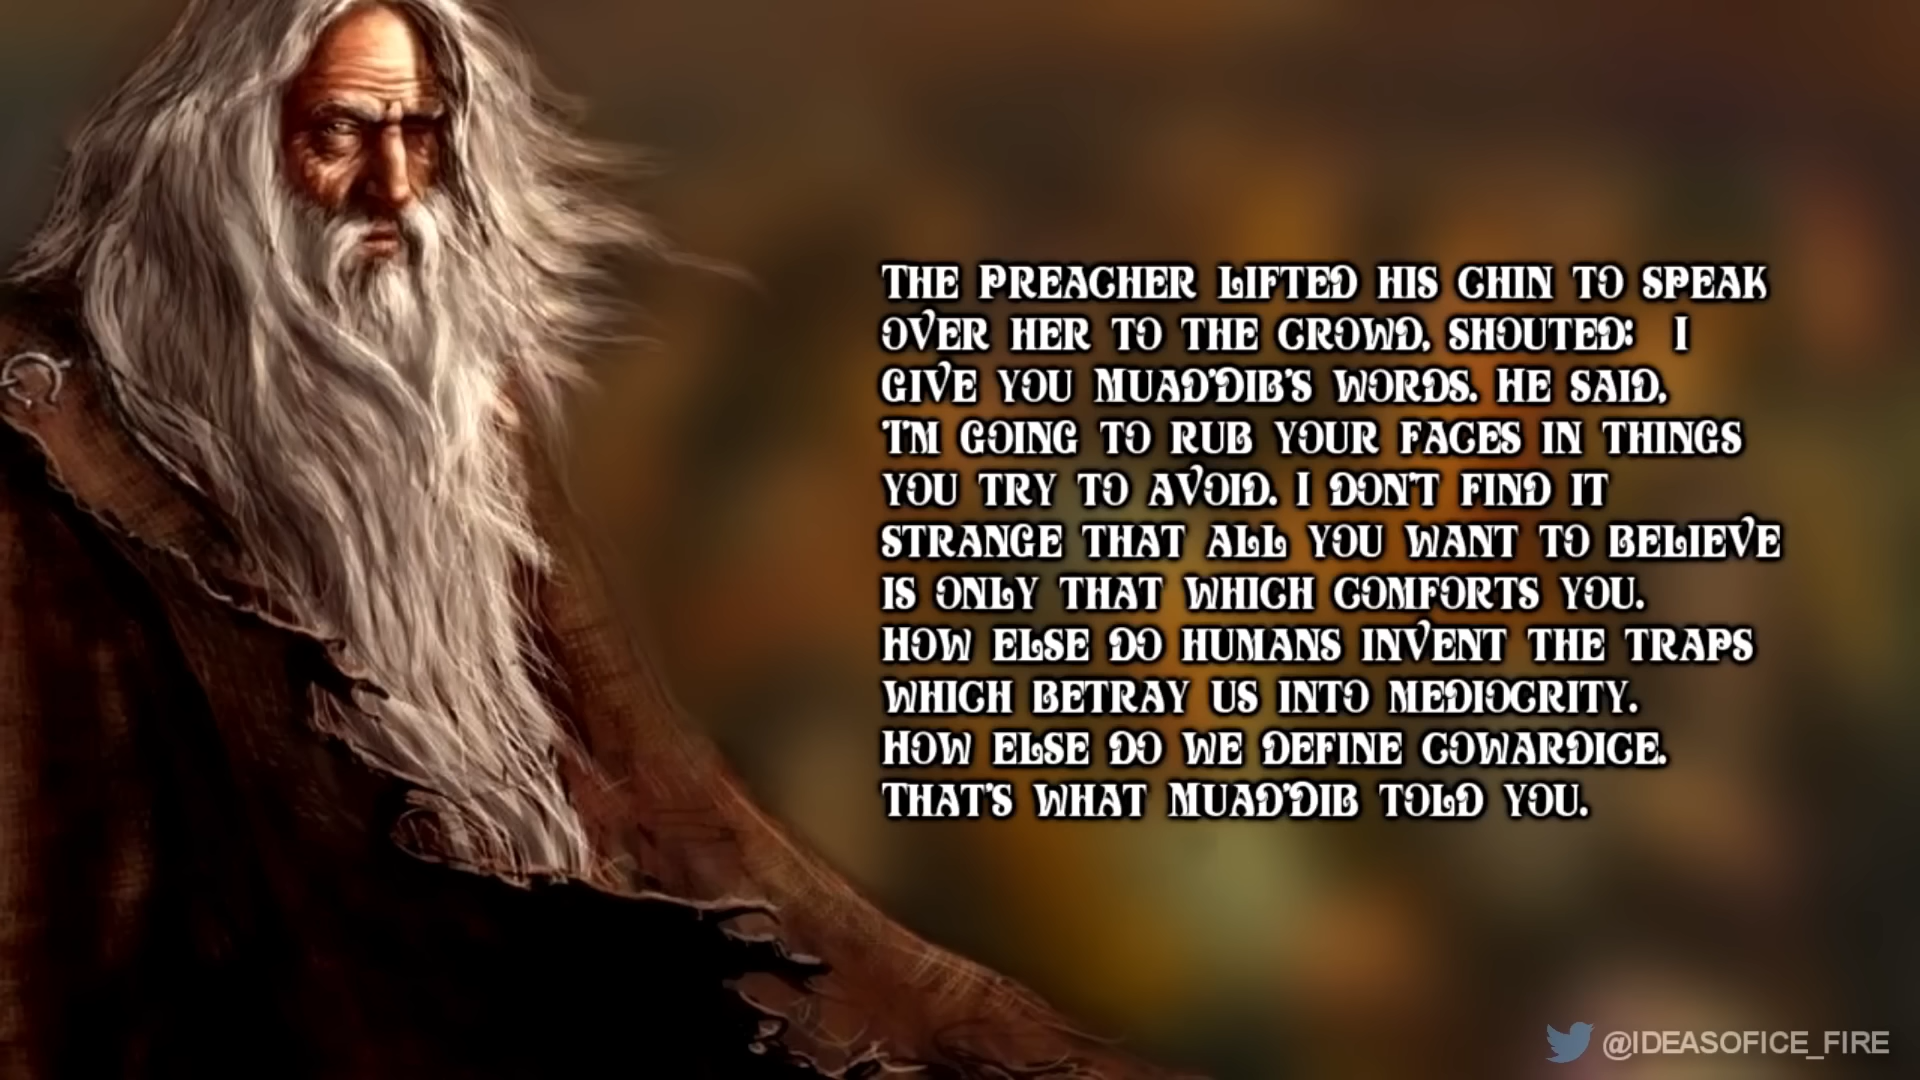 The Preacher lifted his chin to speak
over her to the crowd, shouted:  I
give you Muad'Dib's words. He said,
'I'm going to rub your faces in things
you try to avoid. I don't find it
strange that all you want to believe
is only that which comforts you.
How else do humans invent the traps
which betray us into mediocrity.
How else do we define cowardice.
That's what Muad'Dib told you.
@IDEASOFICE_FIRE